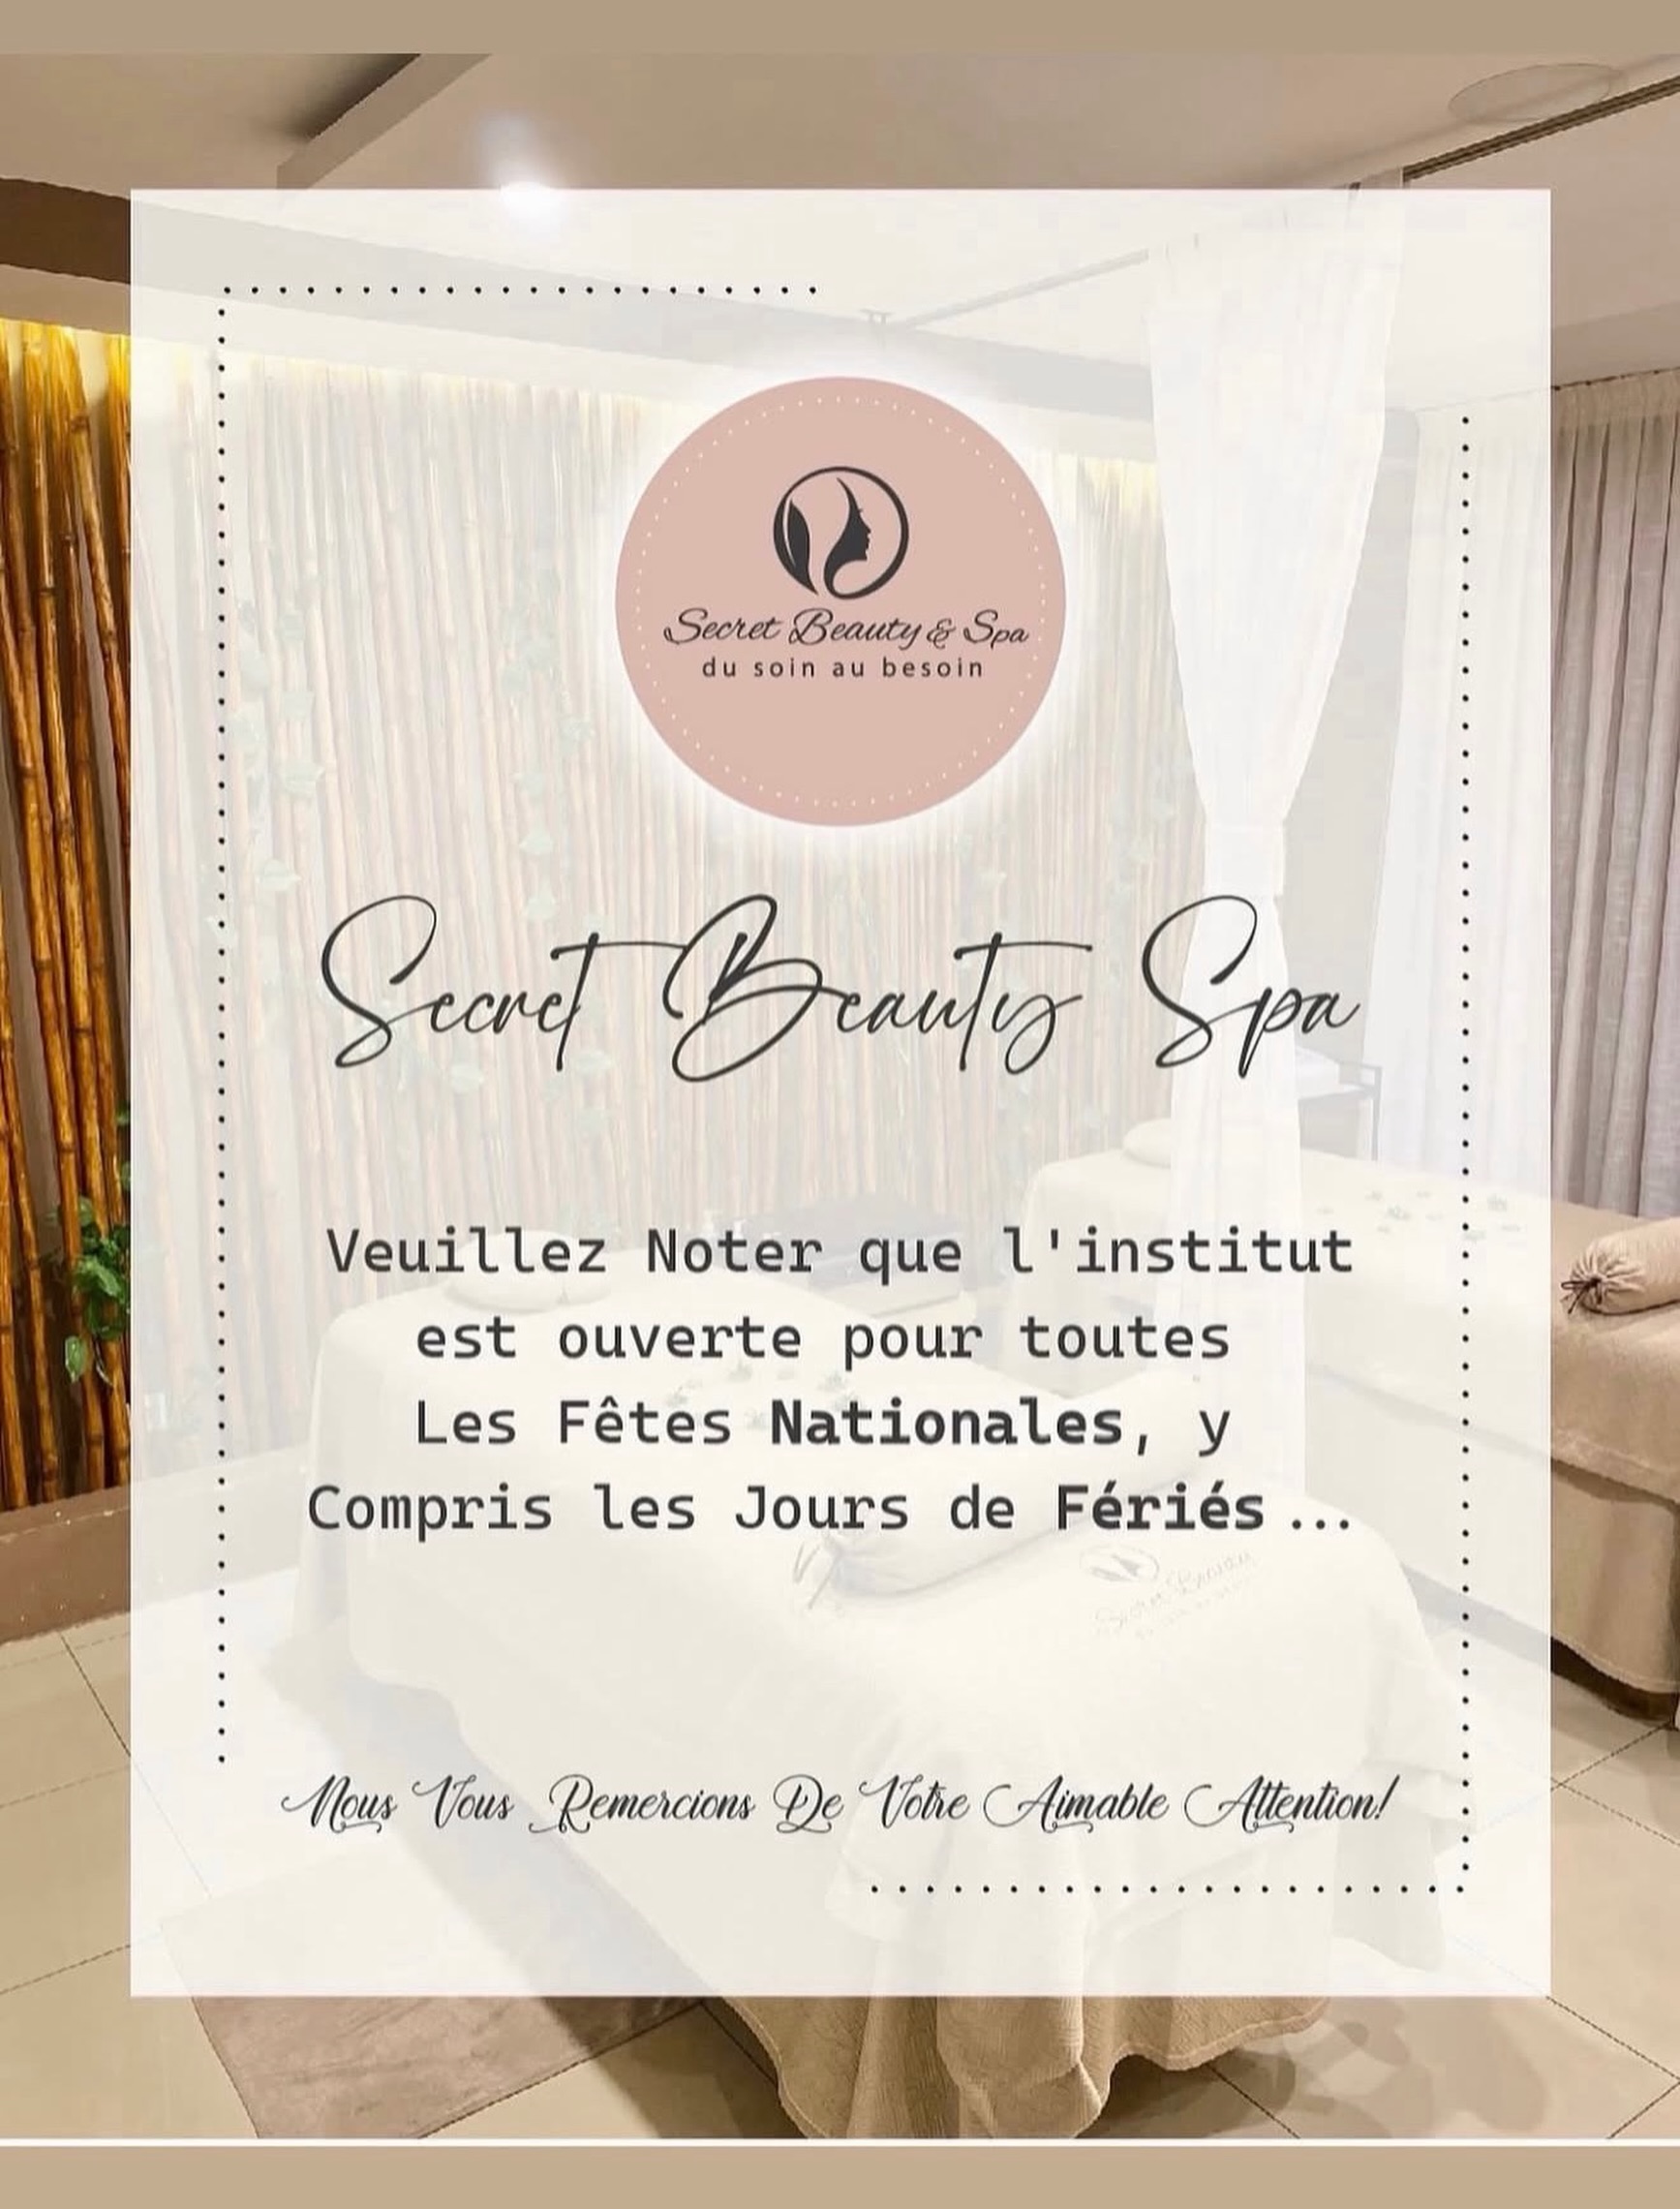 Secret Beauty & Spa
du soin au besoin
Secret Beauty Spa
Veuillez Noter que l'institut
est ouverte pour toutes
Les Fêtes Nationales, y
Compris les Jours de Fériés ...
Nous Vous Remercions De Votre Aimable Attention!